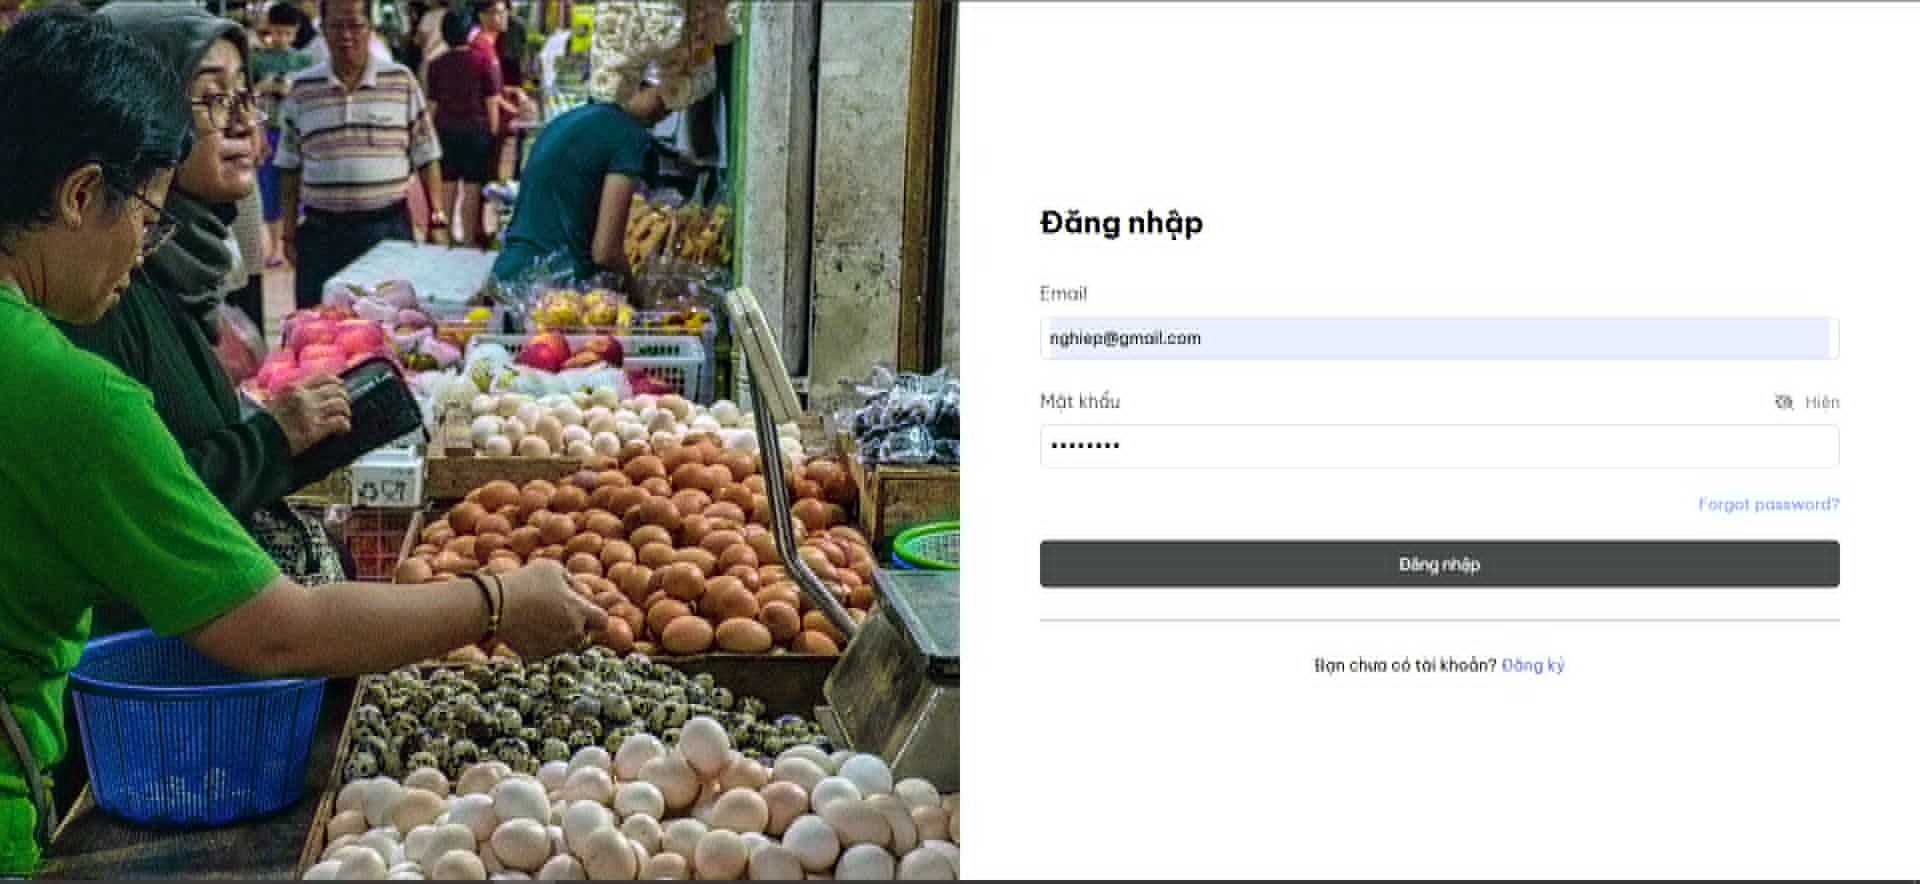 Đăng nhập
Email
nghiep@gmail.com
Mật khẩu
Hiện
••••••••
Forgot password?
Đăng nhập
Bạn chưa có tài khoản? Đăng ký